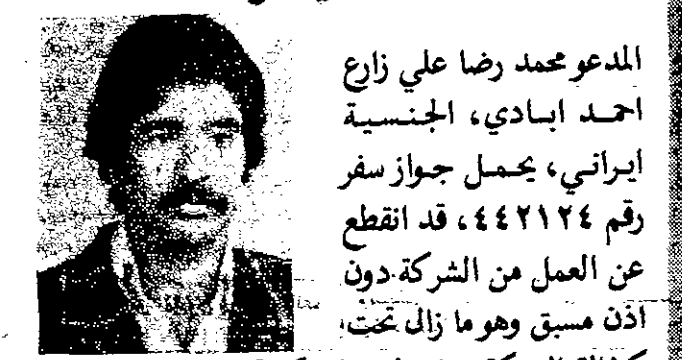 المدعو محمد رضا علي زارع
احمد ابادي، الجنسية
ايراني، يحمل جواز سفر
رقم ٤٤٢١٢٤، قد انقطع
عن العمل من الشركة دون
اذن مسبق وهو ما زال تحت